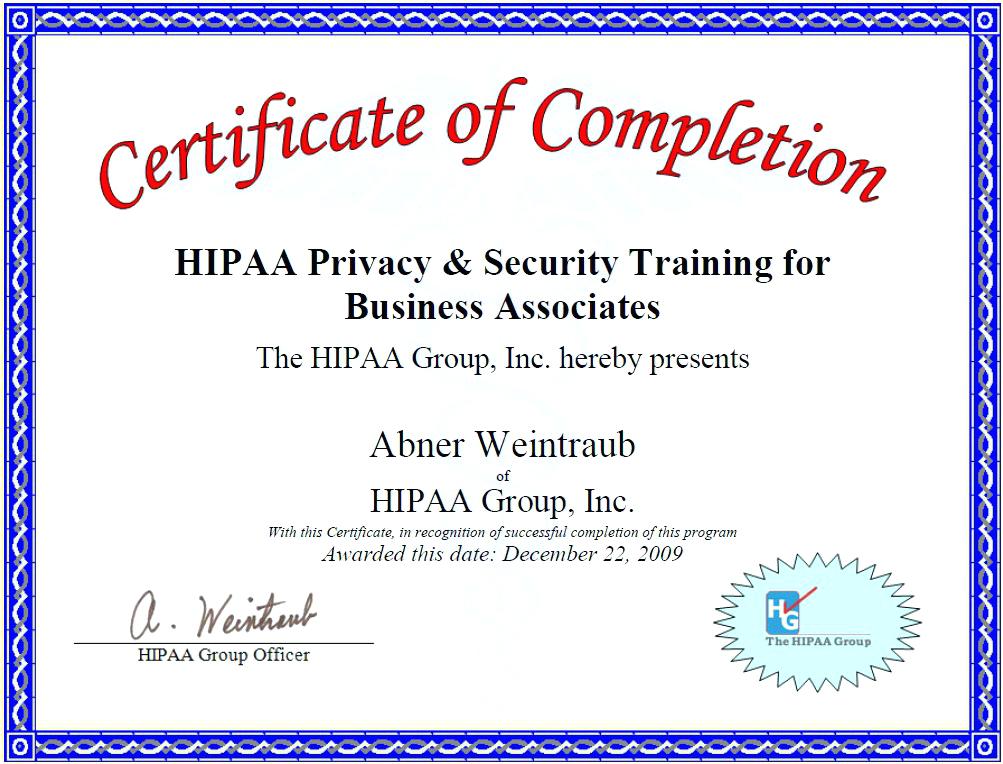 Certificate of Completion
HIPAA Privacy & Security Training for
Business Associates
The HIPAA Group, Inc. hereby presents
Abner Weintraub
of
HIPAA Group, Inc.
With this Certificate, in recognition of successful completion of this program
Awarded this date: December 22, 2009
A. Weintraub
HIPAA Group Officer
HG
The HIPAA Group